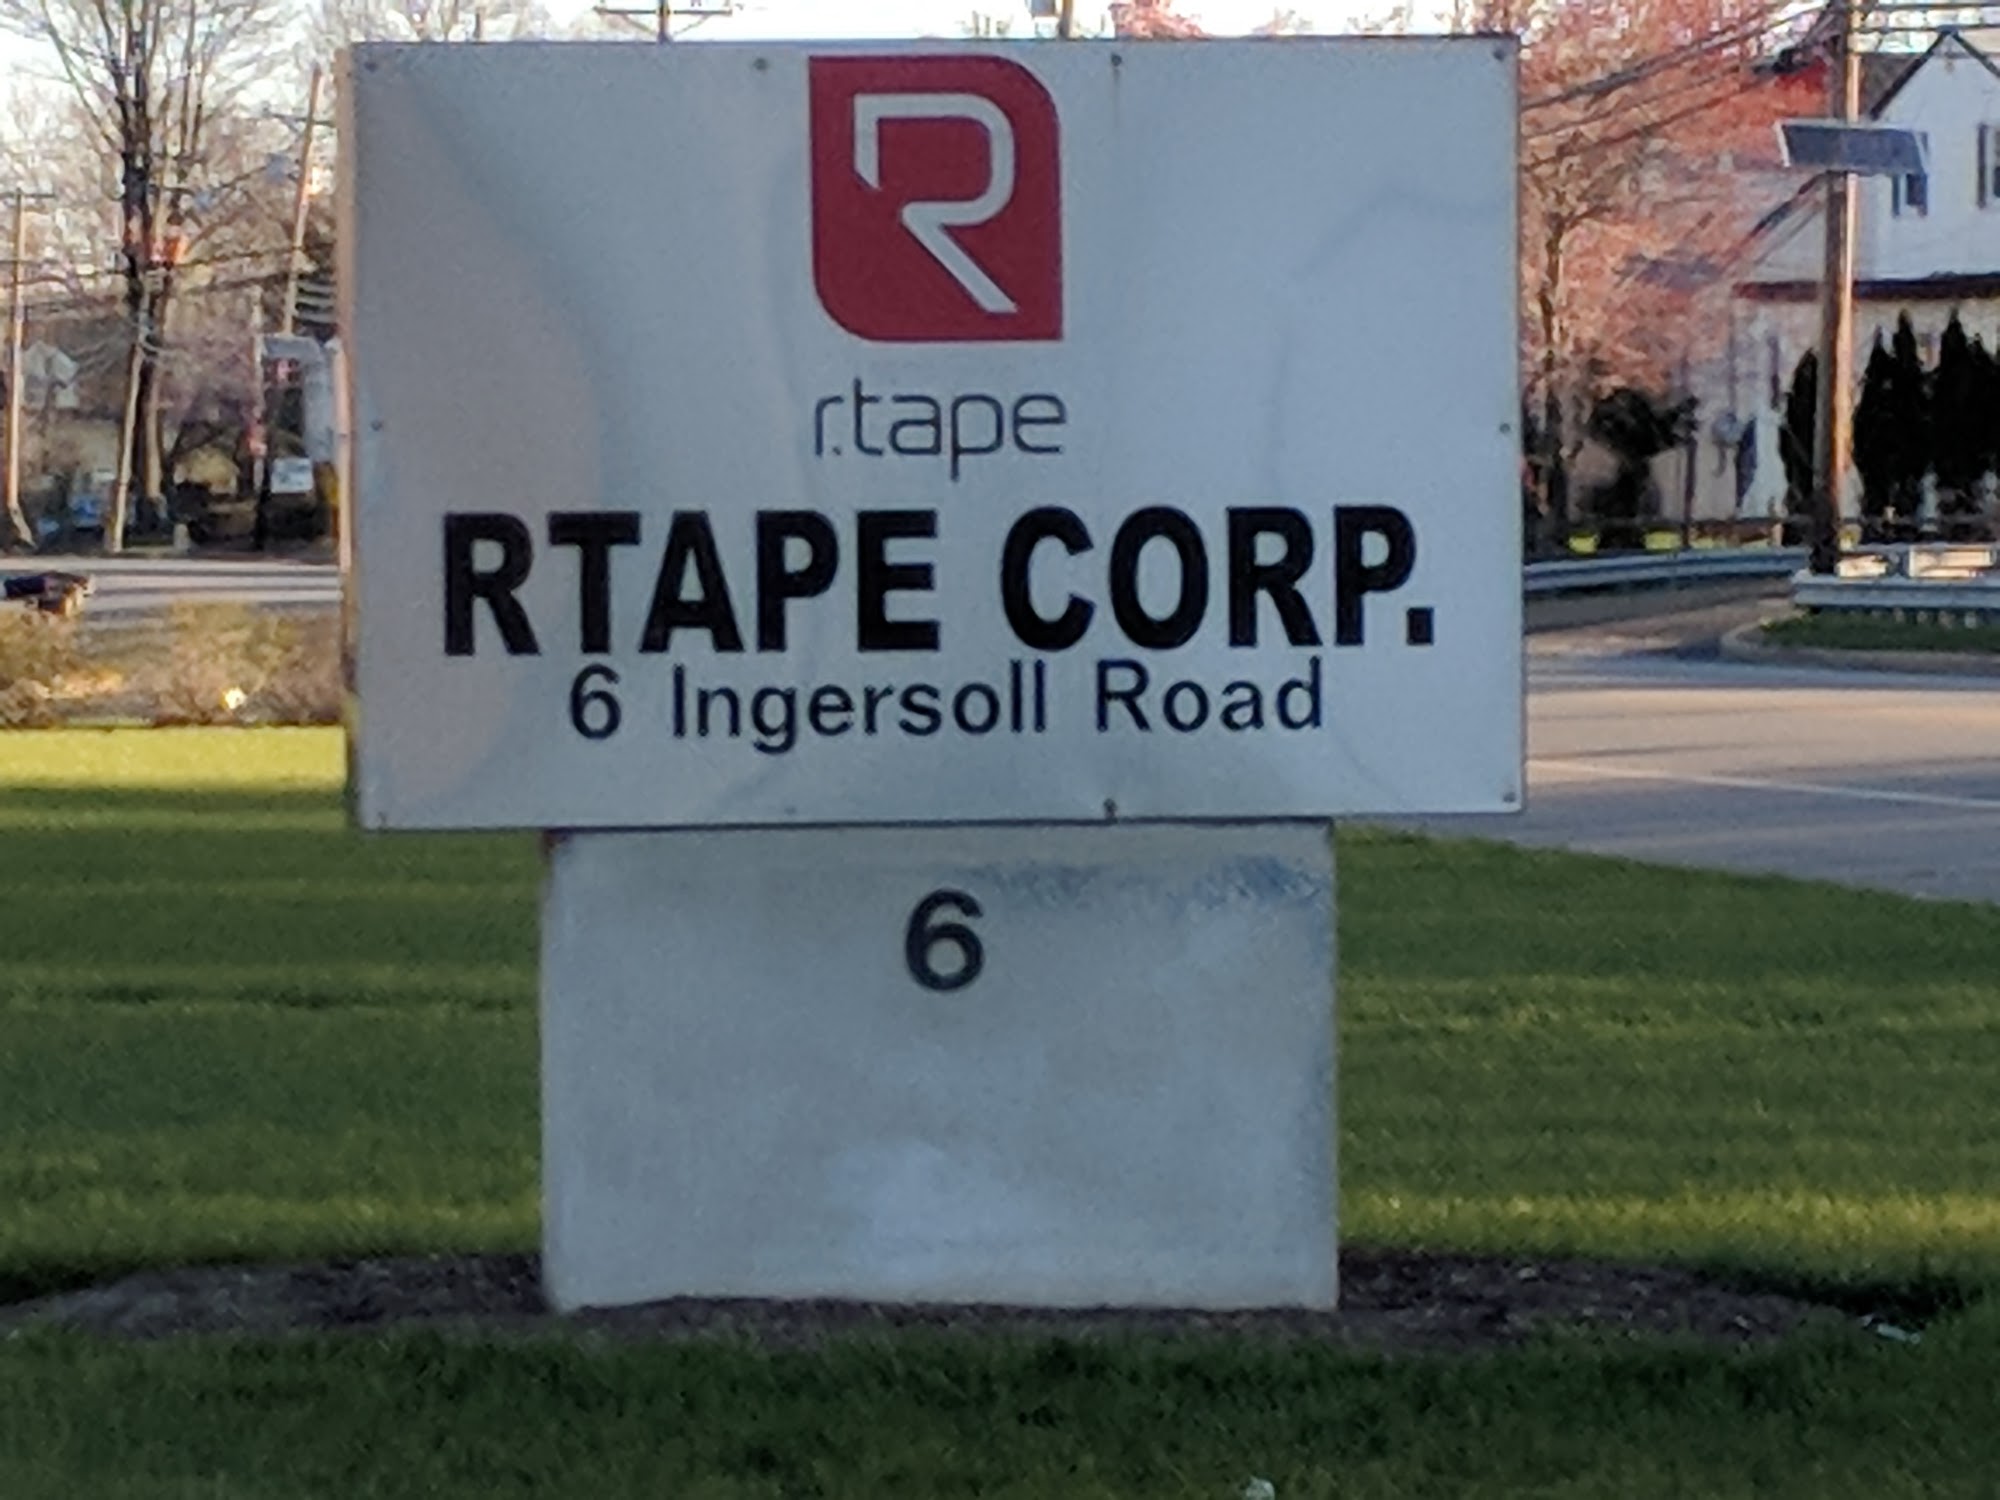 R
r.tape
RTAPE CORP.
6 Ingersoll Road
6